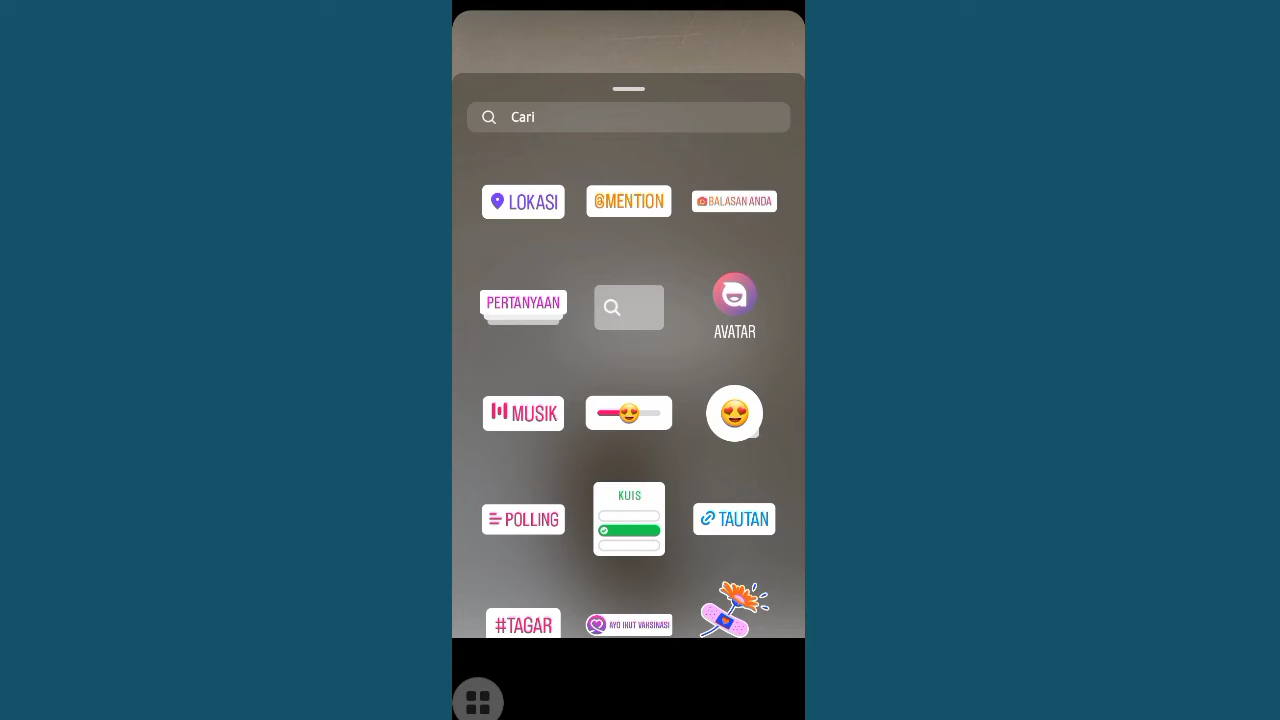 Cari
LOKASI
@MENTION
BALASAN ANDA
PERTANYAAN
AVATAR
MUSIK
POLLING
KUIS
TAUTAN
#TAGAR
AYO IKUT VAKSINASI